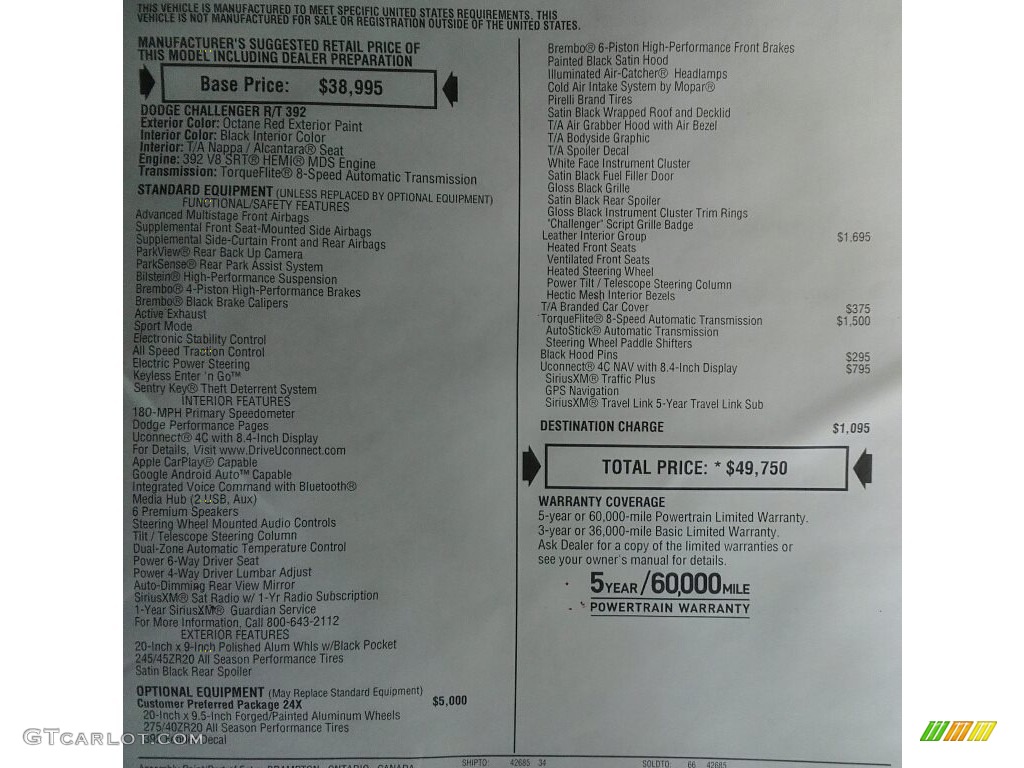 THIS VEHICLE IS MANUFACTURED TO MEET SPECIFIC UNITED STATES REQUIREMENTS. THIS
VEHICLE IS NOT MANUFACTURED FOR SALE OR REGISTRATION OUTSIDE OF THE UNITED STATES.
MANUFACTURER'S SUGGESTED RETAIL PRICE OF
THIS MODEL INCLUDING DEALER PREPARATION
Base Price: $38,995
DODGE CHALLENGER R/T 392
Exterior Color: Octane Red Exterior Paint
Interior Color: Black Interior Color
Interior: T/A Nappa / Alcantara® Seat
Engine: 392 V8 SRT® HEMI® MDS Engine
Transmission: TorqueFlite® 8-Speed Automatic Transmission
STANDARD EQUIPMENT (UNLESS REPLACED BY OPTIONAL EQUIPMENT)
FUNCTIONAL/SAFETY FEATURES
Advanced Multistage Front Airbags
Supplemental Front Seat-Mounted Side Airbags
Supplemental Side-Curtain Front and Rear Airbags
ParkView® Rear Back Up Camera
ParkSense® Rear Park Assist System
Bilstein® High-Performance Suspension
Brembo® 4-Piston High-Performance Brakes
Brembo® Black Brake Calipers
Active Exhaust
Sport Mode
Electronic Stability Control
All Speed Traction Control
Electric Power Steering
Keyless Enter 'n Go™
Sentry Key® Theft Deterrent System
INTERIOR FEATURES
180-MPH Primary Speedometer
Dodge Performance Pages
Uconnect® 4C with 8.4-Inch Display
For Details, Visit www.DriveUconnect.com
Apple CarPlay® Capable
Google Android Auto™ Capable
Integrated Voice Command with Bluetooth®
Media Hub (2 USB, Aux)
6 Premium Speakers
Steering Wheel Mounted Audio Controls
Tilt / Telescope Steering Column
Dual-Zone Automatic Temperature Control
Power 6-Way Driver Seat
Power 4-Way Driver Lumbar Adjust
Auto-Dimming Rear View Mirror
SiriusXM® Sat Radio w/ 1-Yr Radio Subscription
1-Year SiriusXM® Guardian Service
For More Information, Call 800-643-2112
EXTERIOR FEATURES
20-Inch x 9-Inch Polished Alum Whls w/Black Pocket
245/45ZR20 All Season Performance Tires
Satin Black Rear Spoiler
OPTIONAL EQUIPMENT (May Replace Standard Equipment)
Customer Preferred Package 24X $5,000
20-Inch x 9.5-Inch Forged/Painted Aluminum Wheels
275/40ZR20 All Season Performance Tires
Decal
Brembo® 6-Piston High-Performance Front Brakes
Painted Black Satin Hood
Illuminated Air-Catcher® Headlamps
Cold Air Intake System by Mopar®
Pirelli Brand Tires
Satin Black Wrapped Roof and Decklid
T/A Air Grabber Hood with Air Bezel
T/A Bodyside Graphic
T/A Spoiler Decal
White Face Instrument Cluster
Satin Black Fuel Filler Door
Gloss Black Grille
Satin Black Rear Spoiler
Gloss Black Instrument Cluster Trim Rings
"Challenger" Script Grille Badge
Leather Interior Group $1,695
Heated Front Seats
Ventilated Front Seats
Heated Steering Wheel
Power Tilt / Telescope Steering Column
Hectic Mesh Interior Bezels
T/A Branded Car Cover $375
TorqueFlite® 8-Speed Automatic Transmission $1,500
AutoStick® Automatic Transmission
Steering Wheel Paddle Shifters
Black Hood Pins $295
Uconnect® 4C NAV with 8.4-Inch Display $795
SiriusXM® Traffic Plus
GPS Navigation
SiriusXM® Travel Link 5-Year Travel Link Sub
DESTINATION CHARGE $1,095
TOTAL PRICE: * $49,750
WARRANTY COVERAGE
5-year or 60,000-mile Powertrain Limited Warranty.
3-year or 36,000-mile Basic Limited Warranty.
Ask Dealer for a copy of the limited warranties or
see your owner's manual for details.
5 YEAR / 60,000 MILE
POWERTRAIN WARRANTY
SHIPTO: 42685 34 SOLDTO: 66 42685
GTCARLOT.COM